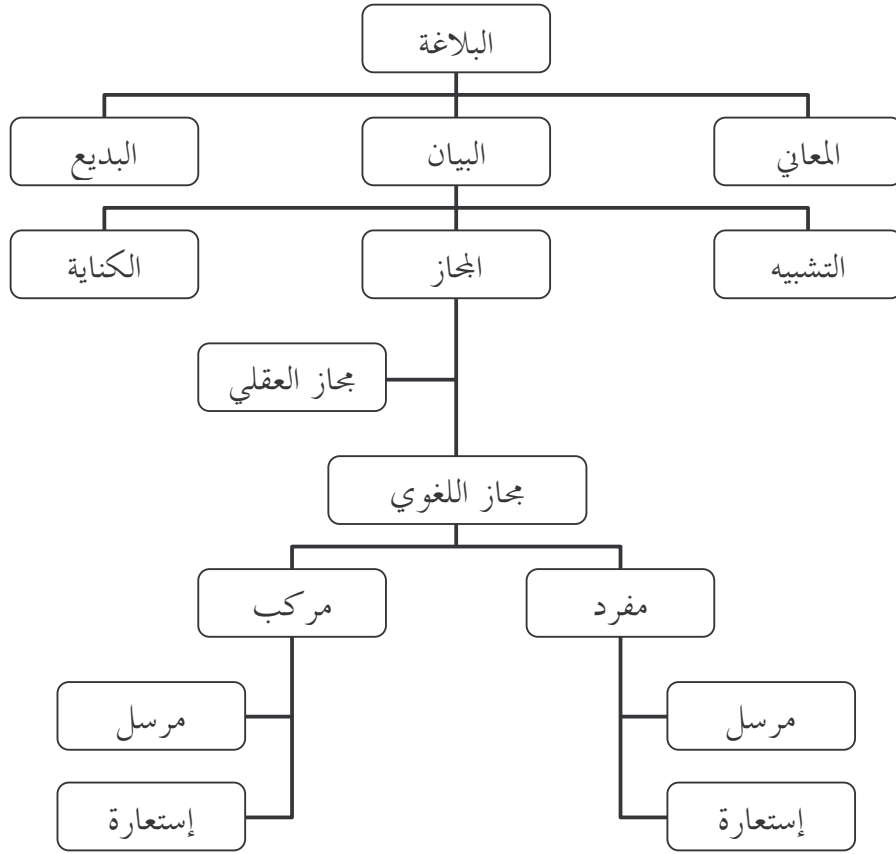 البلاغة
المعاني
البيان
البديع
التشبيه
المجاز
الكناية
مجاز العقلي
مجاز اللغوي
مفرد
مركب
مرسل
مرسل
إستعارة
إستعارة